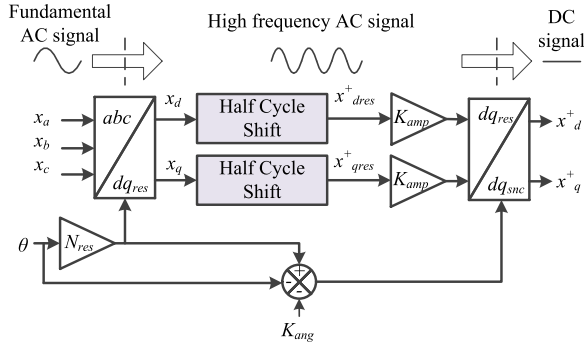 Fundamental
AC signal
High frequency AC signal
DC
signal
x_a
x_b
x_c
abc
dq_res
x_d
x_q
Half Cycle
Shift
Half Cycle
Shift
x^+_dres
x^+_qres
K_amp
K_amp
dq_res
dq_snc
x^+_d
x^+_q
θ
N_res
+
-
-
K_ang